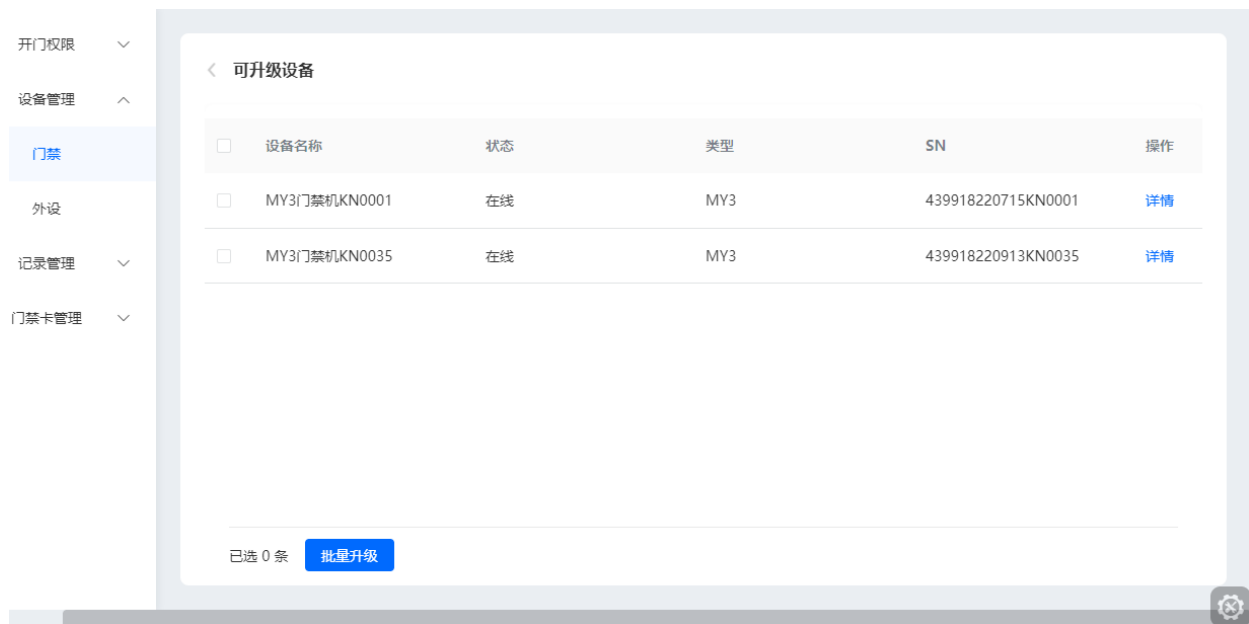 开门权限
设备管理
门禁
外设
记录管理
门禁卡管理
可升级设备
设备名称 状态 类型 SN 操作
MY3门禁机KN0001 在线 MY3 439918220715KN0001 详情
MY3门禁机KN0035 在线 MY3 439918220913KN0035 详情
已选 0 条 批量升级